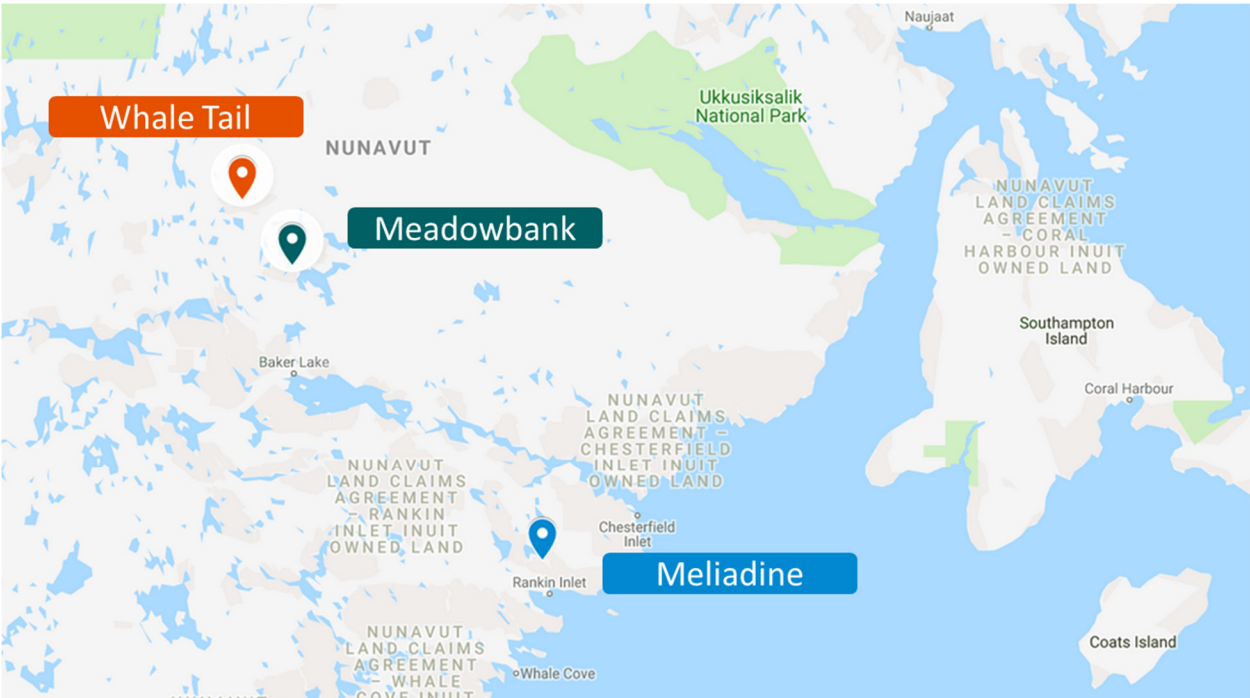 Naujaat
Ukkusiksalik
National Park
Whale Tail
NUNAVUT
NUNAVUT
LAND CLAIMS
AGREEMENT
– CORAL
HARBOUR INUIT
OWNED LAND
Meadowbank
Southampton
Island
Baker Lake
Coral Harbour
NUNAVUT
LAND CLAIMS
AGREEMENT –
CHESTERFIELD
INLET INUIT
OWNED LAND
NUNAVUT
LAND CLAIMS
AGREEMENT
– RANKIN
INLET INUIT
OWNED LAND
Chesterfield
Inlet
Meliadine
Rankin Inlet
NUNAVUT
LAND CLAIMS
AGREEMENT
– WHALE
COVE INUIT
Whale Cove
Coats Island
NUNAVUT